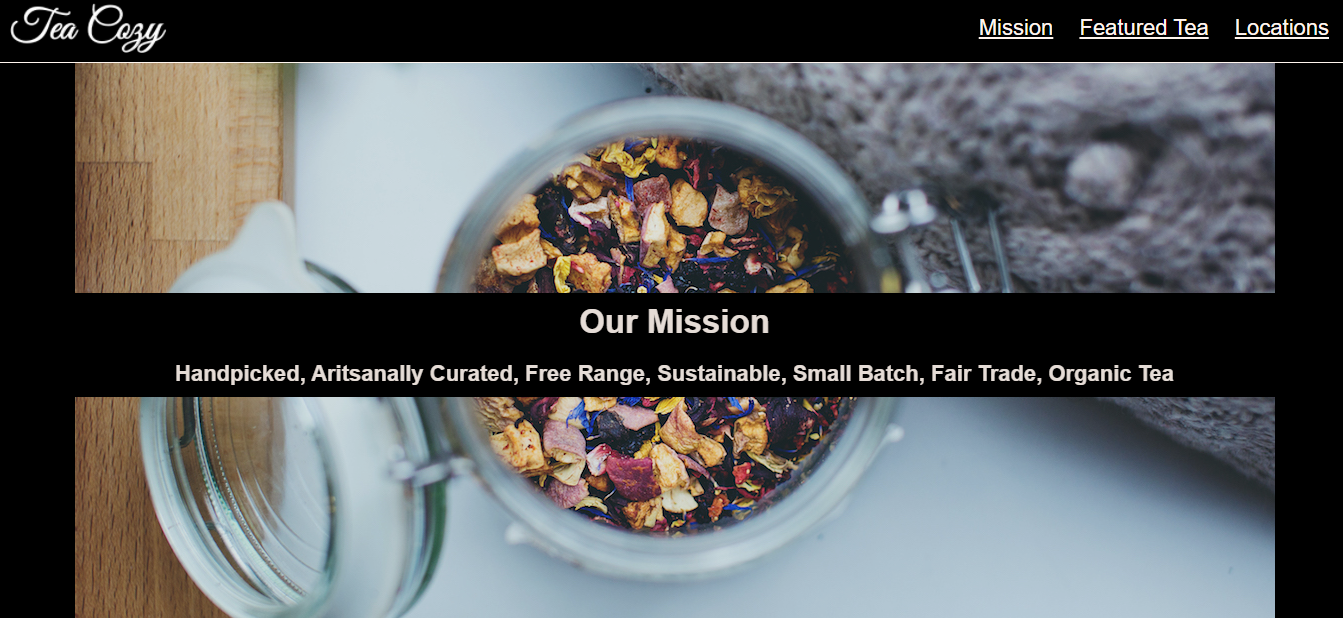 Tea Cozy
Mission Featured Tea Locations
Our Mission
Handpicked, Aritsanally Curated, Free Range, Sustainable, Small Batch, Fair Trade, Organic Tea